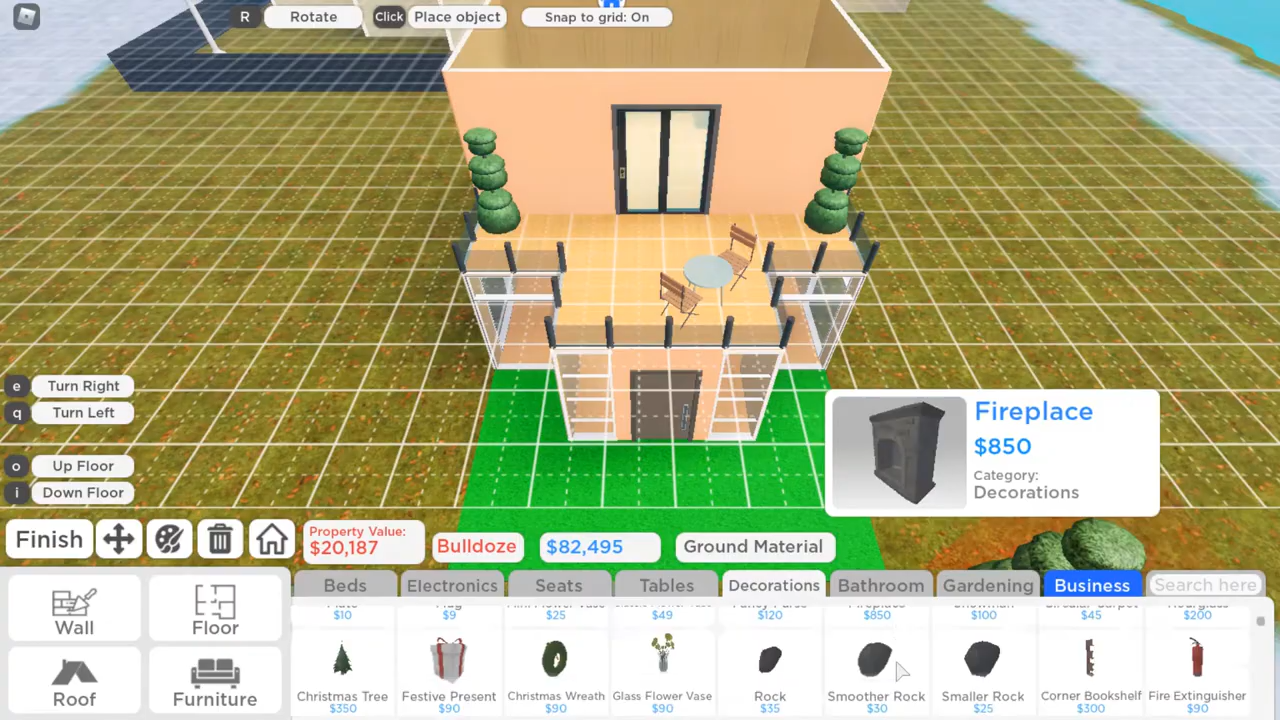 R Rotate Click Place object Snap to grid: On
e Turn Right
q Turn Left
o Up Floor
i Down Floor
Fireplace
$850
Category:
Decorations
Finish
Property Value:
$20,187
Bulldoze
$82,495
Ground Material
Wall
Floor
Roof
Furniture
Beds Electronics Seats Tables Decorations Bathroom Gardening Business Search here
$10 $9 $25 $49 $120 $850 $100 $45 $200
Christmas Tree Festive Present Christmas Wreath Glass Flower Vase Rock Smoother Rock Smaller Rock Corner Bookshelf Fire Extinguisher
$350 $90 $90 $90 $35 $30 $25 $300 $90